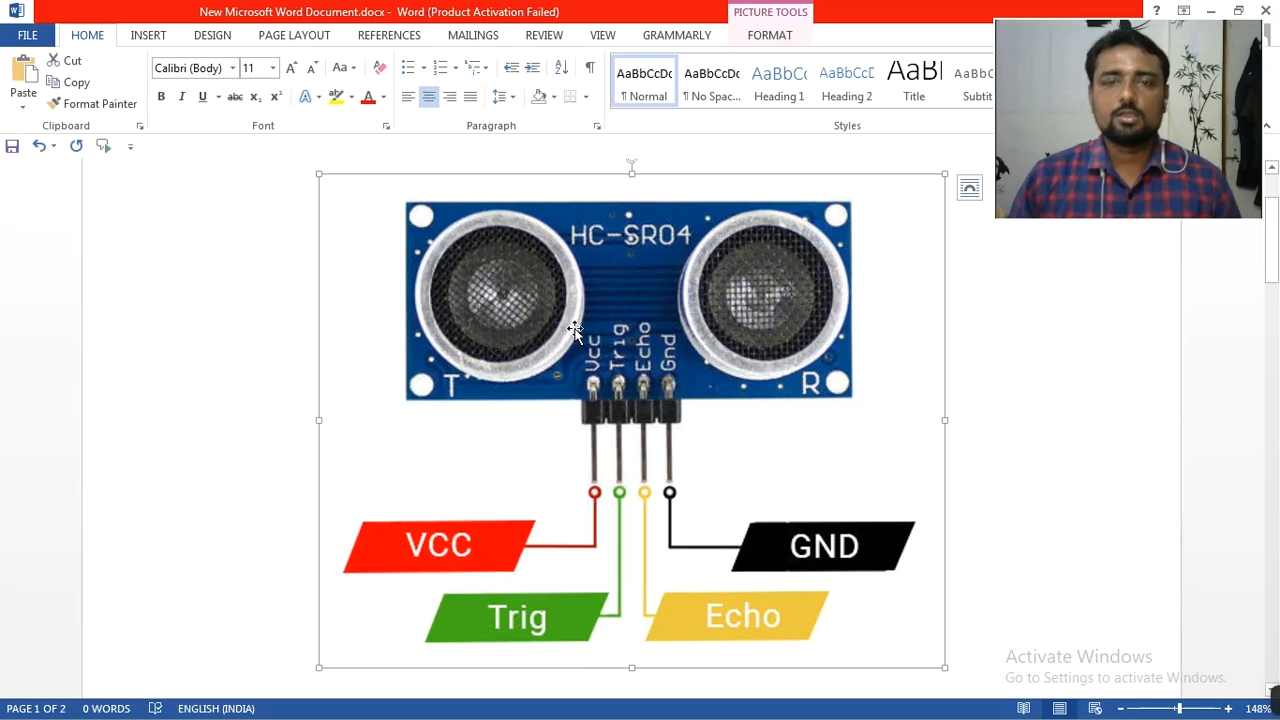 New Microsoft Word Document.docx - Word (Product Activation Failed)
PICTURE TOOLS
FILE HOME INSERT DESIGN PAGE LAYOUT REFERENCES MAILINGS REVIEW VIEW GRAMMARLY FORMAT
Cut
Copy
Format Painter
Paste
Calibri (Body) 11
AaBbCcDc AaBbCcDc AaBbCc AaBbCcE AaBl AaBbCcD
¶ Normal ¶ No Spac... Heading 1 Heading 2 Title Subtit
Clipboard Font Paragraph Styles
HC-SR04
Vcc Trig Echo Gnd
T R
VCC GND
Trig Echo
Activate Windows
Go to Settings to activate Windows.
PAGE 1 OF 2 0 WORDS ENGLISH (INDIA) 148%